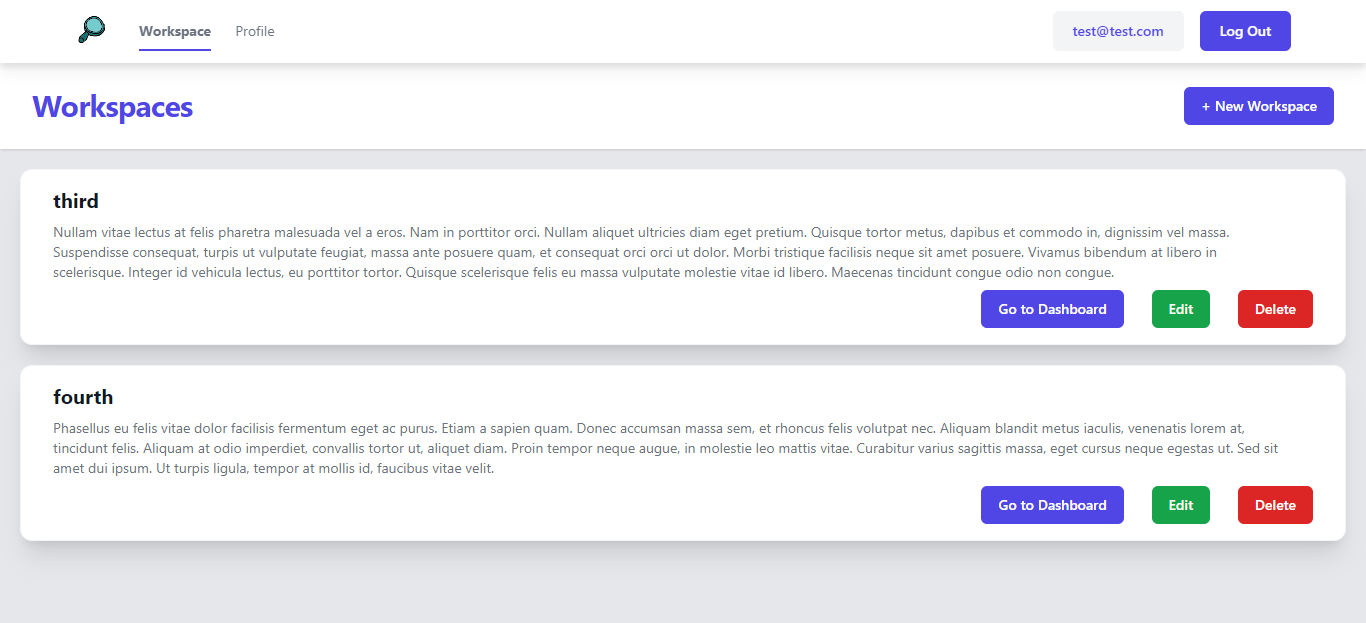 Workspace Profile test@test.com Log Out
Workspaces + New Workspace
third
Nullam vitae lectus at felis pharetra malesuada vel a eros. Nam in porttitor orci. Nullam aliquet ultricies diam eget pretium. Quisque tortor metus, dapibus et commodo in, dignissim vel massa.
Suspendisse consequat, turpis ut vulputate feugiat, massa ante posuere quam, et consequat orci orci ut dolor. Morbi tristique facilisis neque sit amet posuere. Vivamus bibendum at libero in
scelerisque. Integer id vehicula lectus, eu porttitor tortor. Quisque scelerisque felis eu massa vulputate molestie vitae id libero. Maecenas tincidunt congue odio non congue.
Go to Dashboard Edit Delete
fourth
Phasellus eu felis vitae dolor facilisis fermentum eget ac purus. Etiam a sapien quam. Donec accumsan massa sem, et rhoncus felis volutpat nec. Aliquam blandit metus iaculis, venenatis lorem at,
tincidunt felis. Aliquam at odio imperdiet, convallis tortor ut, aliquet diam. Proin tempor neque augue, in molestie leo mattis vitae. Curabitur varius sagittis massa, eget cursus neque egestas ut. Sed sit
amet dui ipsum. Ut turpis ligula, tempor at mollis id, faucibus vitae velit.
Go to Dashboard Edit Delete